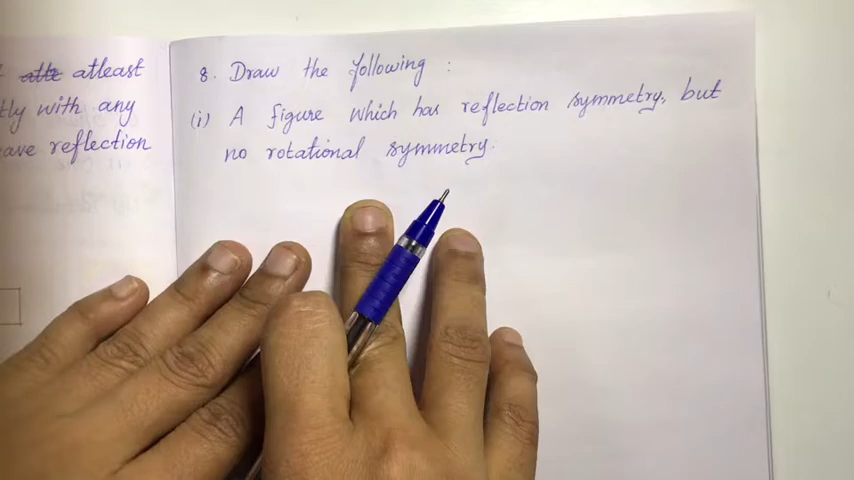 atleast
8. Draw the following :
tly with any
(i) A figure which has reflection symmetry, but
ave reflection
no rotational symmetry.